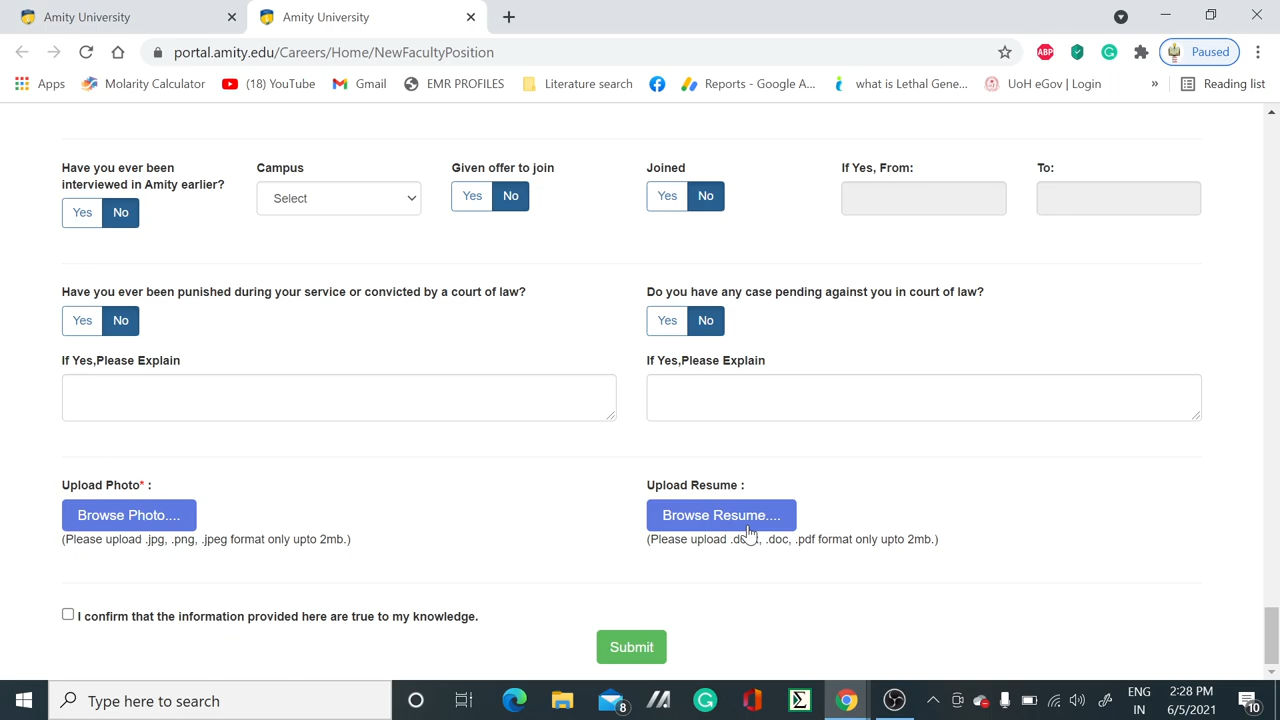 Amity University
Amity University
portal.amity.edu/Careers/Home/NewFacultyPosition
ABP
Paused
Apps
Molarity Calculator
(18) YouTube
Gmail
EMR PROFILES
Literature search
Reports - Google A...
what is Lethal Gene...
UoH eGov | Login
»
Reading list
Have you ever been
interviewed in Amity earlier?
Yes No
Campus
Select
Given offer to join
Yes No
Joined
Yes No
If Yes, From:
To:
Have you ever been punished during your service or convicted by a court of law?
Yes No
Do you have any case pending against you in court of law?
Yes No
If Yes,Please Explain
If Yes,Please Explain
Upload Photo* :
Browse Photo....
(Please upload .jpg, .png, .jpeg format only upto 2mb.)
Upload Resume :
Browse Resume....
(Please upload , .doc, .pdf format only upto 2mb.)
I confirm that the information provided here are true to my knowledge.
Submit
Type here to search
8
ENG
IN
2:28 PM
6/5/2021
10